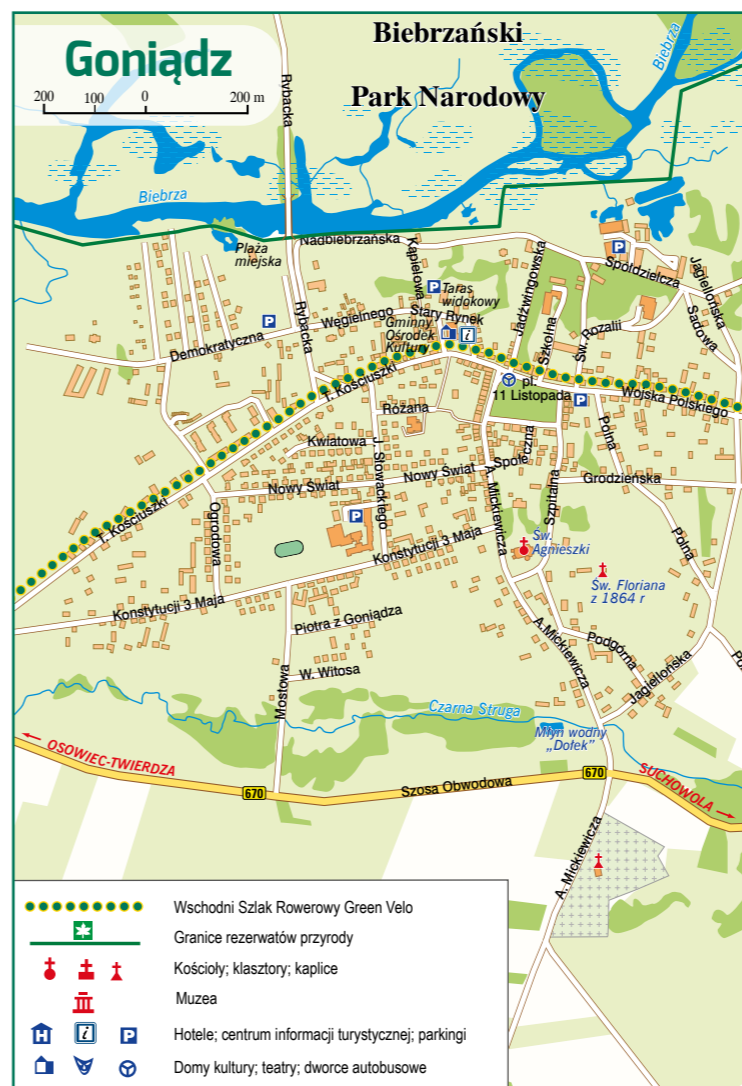 Goniądz
200 100 0 200 m
Biebrzański
Park Narodowy
Biebrza
Rybacka
Biebrza
Plaża
miejska
Nadbiebrzańska
Kąpielowa
Taras
widokowy
Jadźwingowska
Spółdzielcza
Jagiellońska
Sadowa
P
P
P
Rybacka
Węgielnego
Stary Rynek
Gminny
Ośrodek
Kultury
i
Szkolna
Św. Rozalii
Demokratyczna
T. Kościuszki
pl.
11 Listopada
P
Wojska Polskiego
Różana
Kwiatowa
J. Słowackiego
Nowy Świat
Nowy Świat
Społeczna
A. Mickiewicza
Szpitalna
Polna
Grodzieńska
Polna
T. Kościuszki
Ogrodowa
P
Konstytucji 3 Maja
Św.
Agnieszki
Św. Floriana
z 1864 r
Konstytucji 3 Maja
Piotra z Goniądza
A.Mickiewicza
Podgórna
Jagiellońska
Mostowa
W. Witosa
Czarna Struga
Młyn wodny
„Dołek”
OSOWIEC-TWIERDZA
670
Szosa Obwodowa
670
SUCHOWOLA
A. Mickiewicza
Wschodni Szlak Rowerowy Green Velo
Granice rezerwatów przyrody
Kościoły; klasztory; kaplice
Muzea
H i P Hotele; centrum informacji turystycznej; parkingi
Domy kultury; teatry; dworce autobusowe